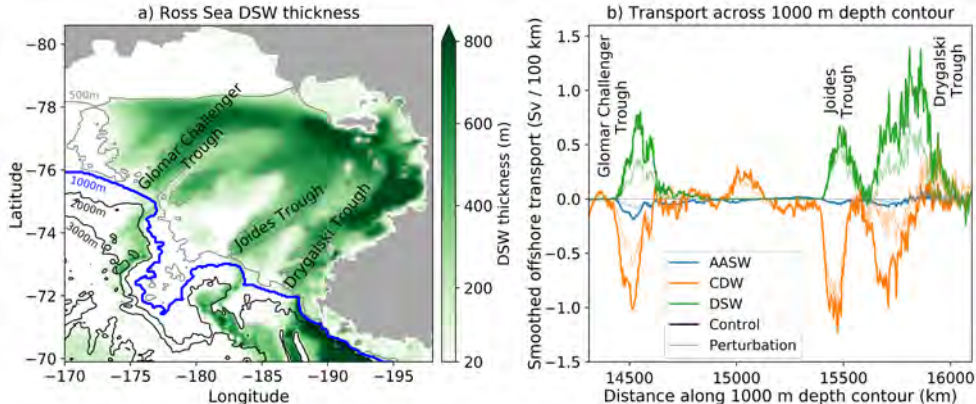 a) Ross Sea DSW thickness
−80
−78
−76
−74
−72
−70
Latitude
500m
1000m
2000m
3000m
Glomar Challenger
Trough
Joides Trough
Drygalski Trough
−170
−175
−180
−185
−190
−195
Longitude
800
600
400
200
20
DSW thickness (m)
b) Transport across 1000 m depth contour
1.5
1.0
0.5
0.0
−0.5
−1.0
−1.5
Smoothed offshore transport (Sv / 100 km)
Glomar Challenger
Trough
Joides
Trough
Drygalski
Trough
AASW
CDW
DSW
Control
Perturbation
14500
15000
15500
16000
Distance along 1000 m depth contour (km)